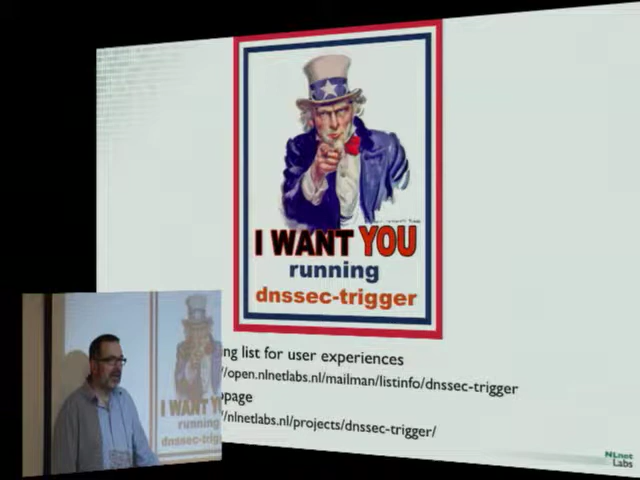 I WANT YOU
running
dnssec-trigger
ng list for user experiences
//open.nlnetlabs.nl/mailman/listinfo/dnssec-trigger
page
//nlnetlabs.nl/projects/dnssec-trigger/
NLnet
Labs
I WANT Y
running
dnssec-trig